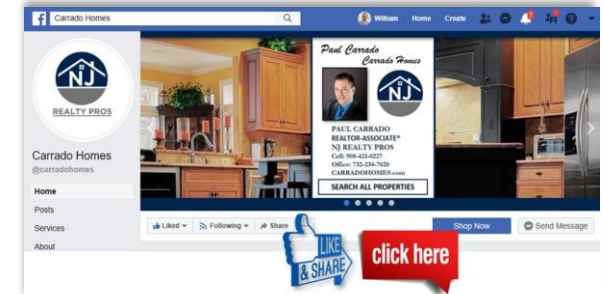 Carrado Homes
William
Home
Create
Paul Carrado
Carrado Homes
NJ
REALTY PROS
NJ
PAUL CARRADO
REALTOR-ASSOCIATE*
NJ REALTY PROS
Cell: 908-421-0227
Office: 732-234-7020
CARRADOHOMES.com
SEARCH ALL PROPERTIES
Carrado Homes
@carradohomes
Home
Posts
Services
About
Liked
Following
Share
Shop Now
Send Message
LIKE
& SHARE
click here